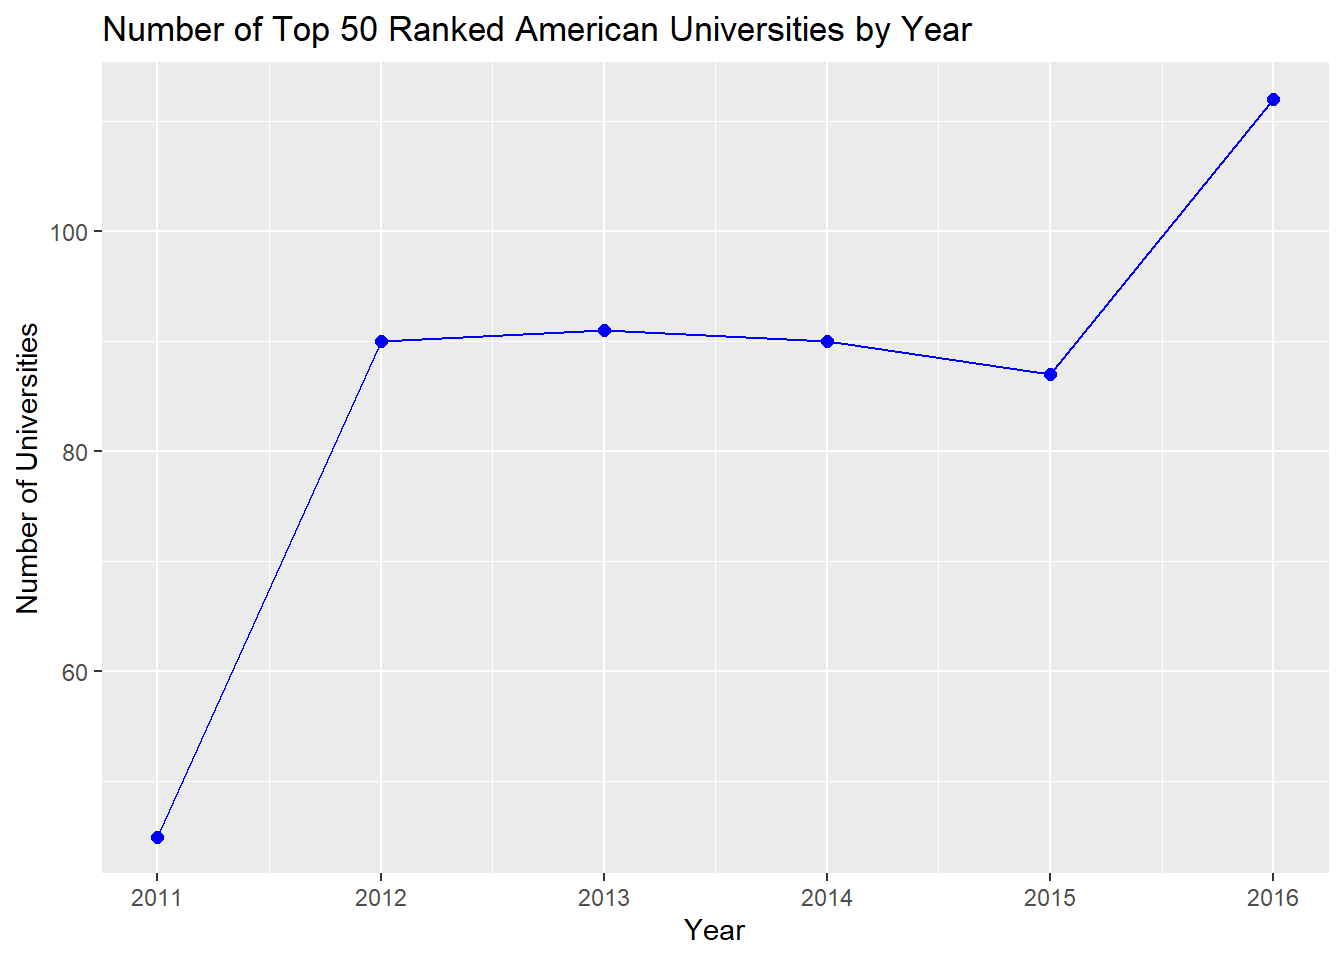 Number of Top 50 Ranked American Universities by Year
Number of Universities
100
80
60
2011 2012 2013 2014 2015 2016
Year